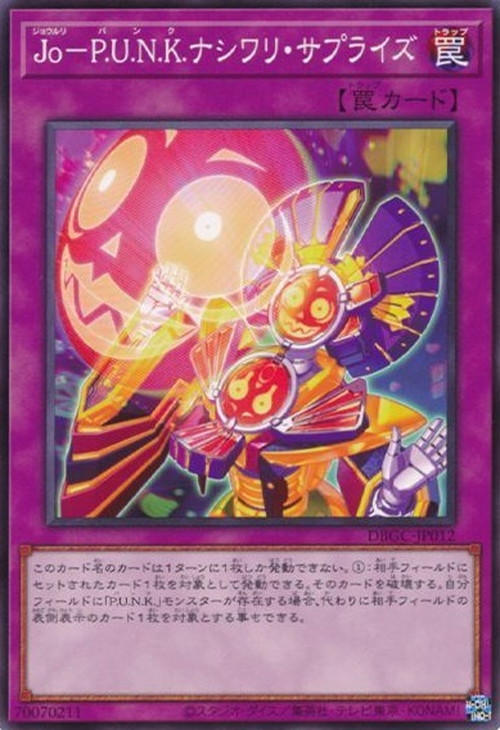 ジョウルリ パンク
Jo-P.U.N.K.ナシワリ・サプライズ
トラップ
罠
トラップ
【罠カード】
DBGC-JP012
このカード名のカードは1ターンに1枚しか発動できない。①:相手フィールドに
セットされたカード1枚を対象として発動できる。そのカードを破壊する。自分
フィールドに「P.U.N.K.」モンスターが存在する場合、代わりに相手フィールドの
表側表示のカード1枚を対象とする事もできる。
70070211 ©スタジオ・ダイス/集英社・テレビ東京・KONAMI